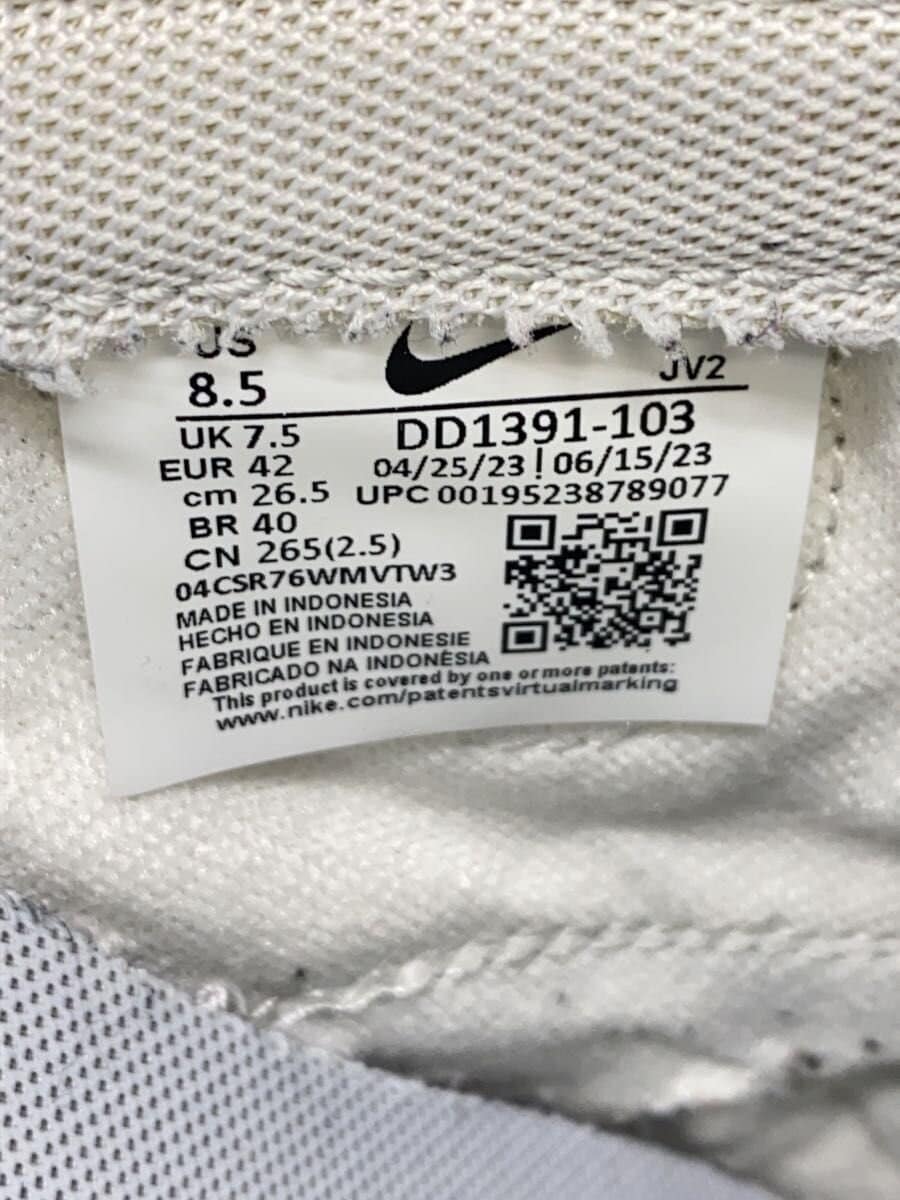 US
8.5
JV2
UK 7.5
DD1391-103
EUR 42
04/25/23 | 06/15/23
cm 26.5
UPC 00195238789077
BR 40
CN 265(2.5)
04CSR76WMVTW3
MADE IN INDONESIA
HECHO EN INDONESIA
FABRIQUE EN INDONESIE
FABRICADO NA INDONÉSIA
This product is covered by one or more patents:
www.nike.com/patentsvirtualmarking